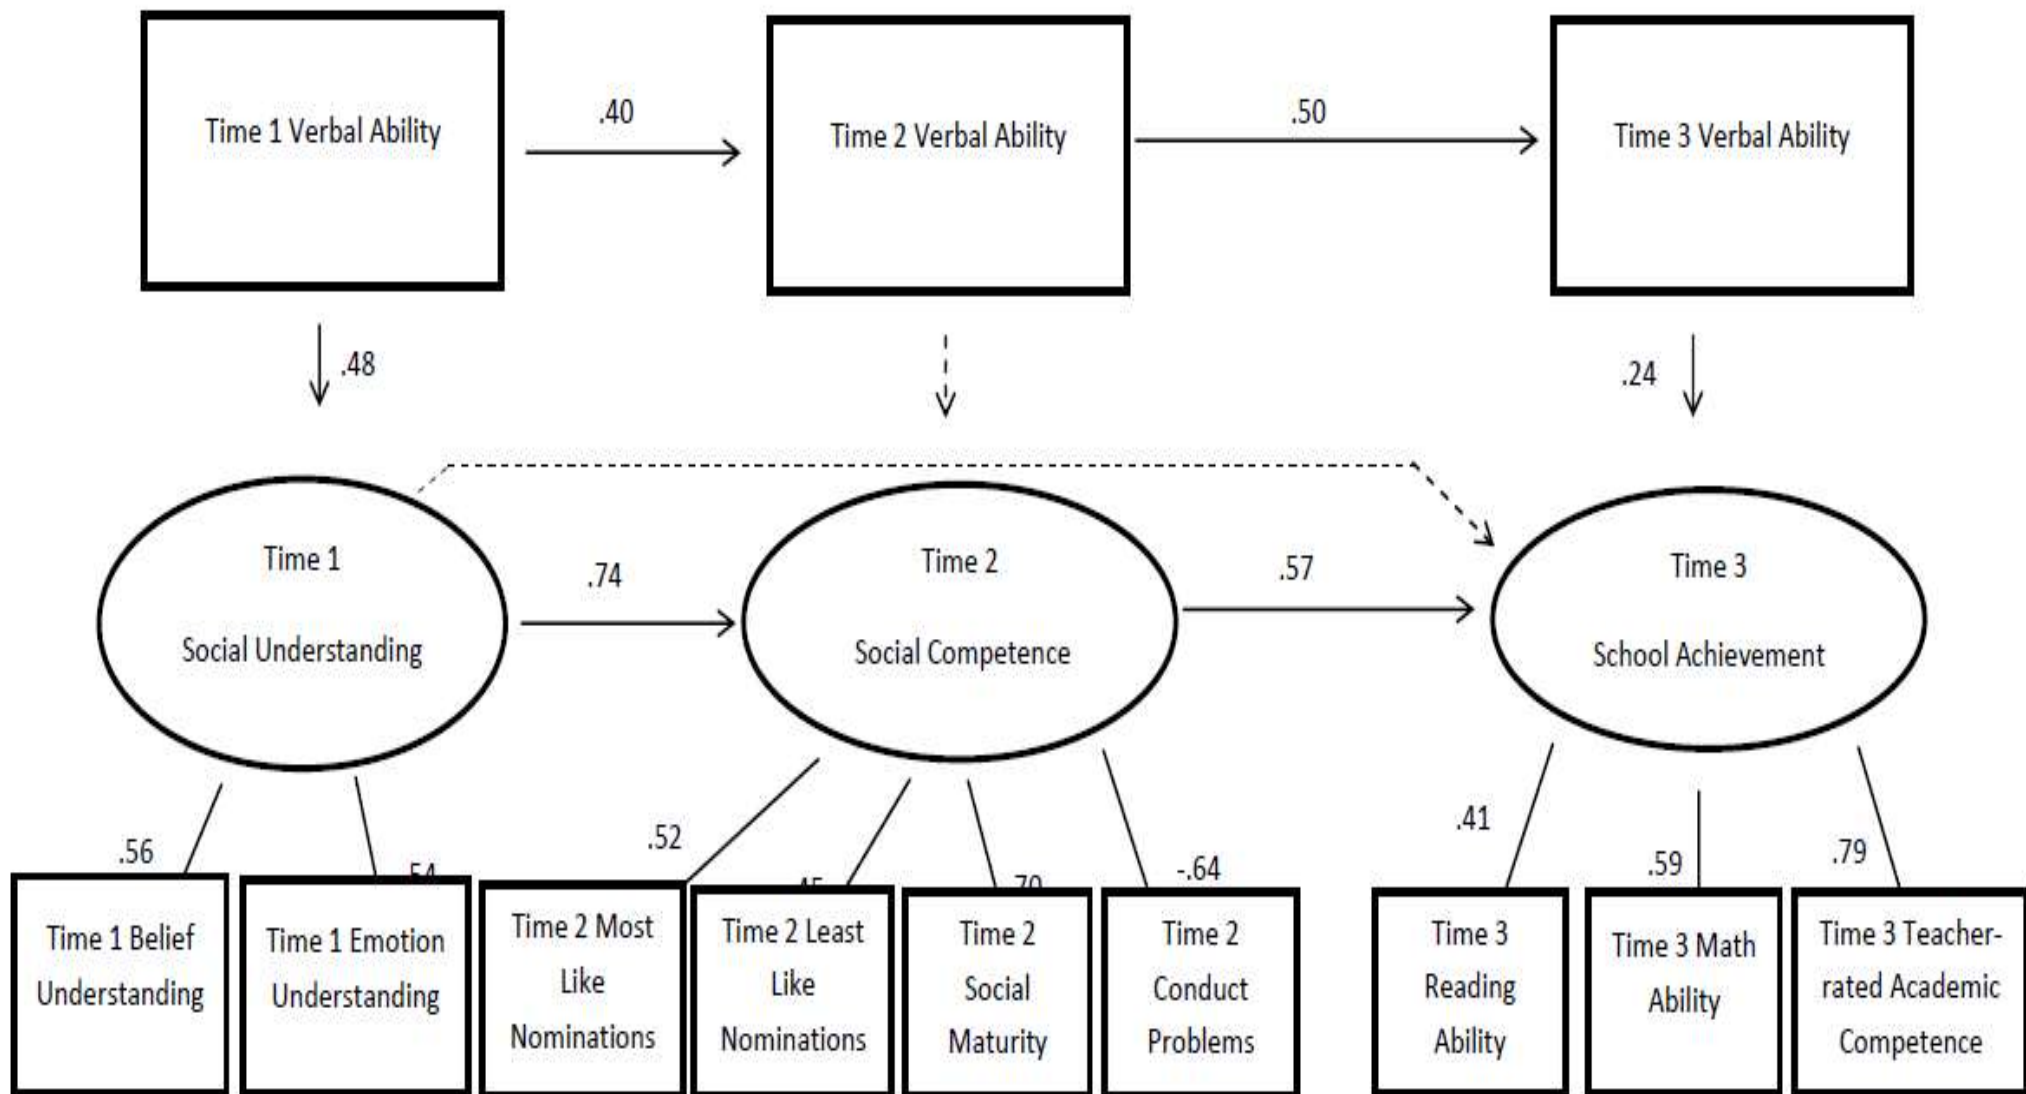 Time 1 Verbal Ability
.40
Time 2 Verbal Ability
.50
Time 3 Verbal Ability
.48
.24
Time 1
Social Understanding
.74
Time 2
Social Competence
.57
Time 3
School Achievement
.56
.52
-.64
.41
.59
.79
Time 1 Belief
Understanding
Time 1 Emotion
Understanding
Time 2 Most
Like
Nominations
Time 2 Least
Like
Nominations
Time 2
Social
Maturity
Time 2
Conduct
Problems
Time 3
Reading
Ability
Time 3 Math
Ability
Time 3 Teacher-
rated Academic
Competence